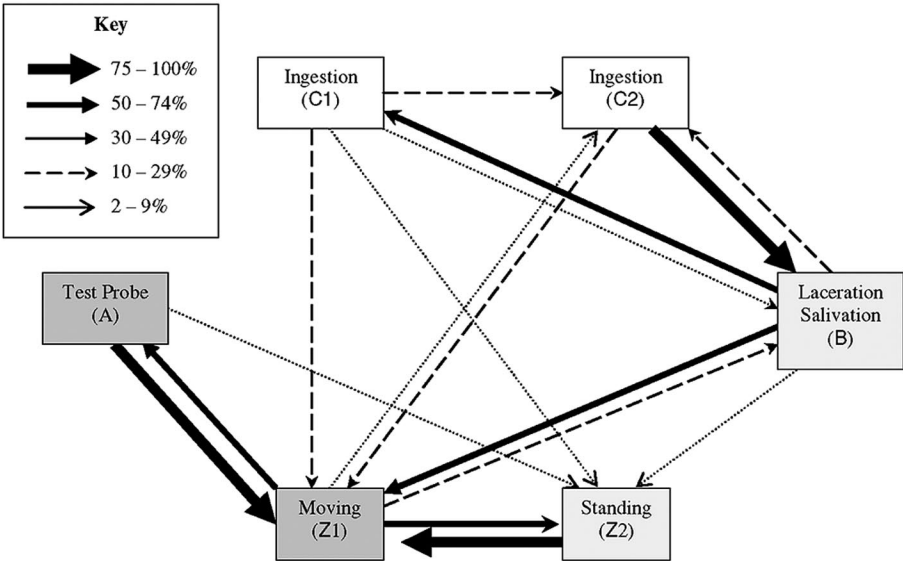 Key
75 – 100%
50 – 74%
30 – 49%
10 – 29%
2 – 9%
Ingestion
(C1)
Ingestion
(C2)
Test Probe
(A)
Laceration
Salivation
(B)
Moving
(Z1)
Standing
(Z2)